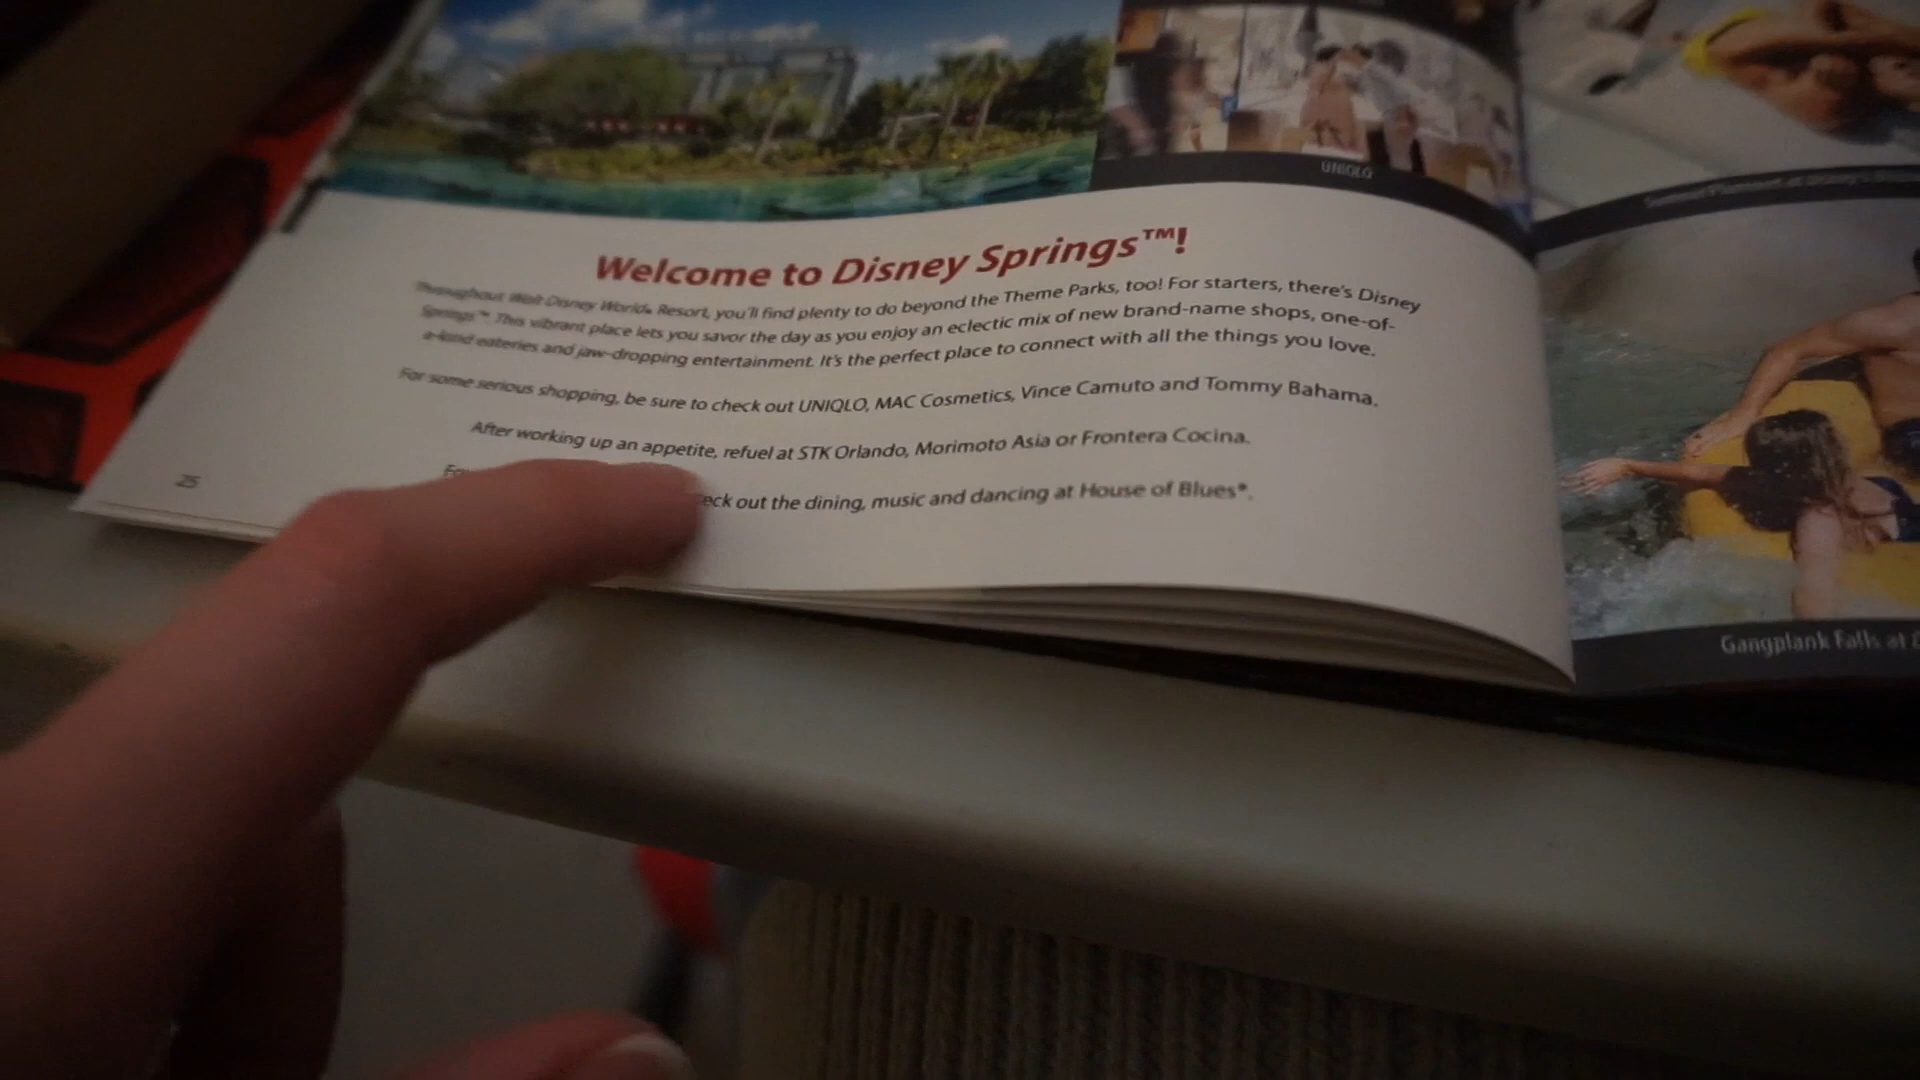 UNIQLO
Welcome to Disney Springs™!
Throughout Walt Disney World® Resort, you'll find plenty to do beyond the Theme Parks, too! For starters, there's Disney
Springs™. This vibrant place lets you savor the day as you enjoy an eclectic mix of new brand-name shops, one-of-
a-kind eateries and jaw-dropping entertainment. It's the perfect place to connect with all the things you love.
For some serious shopping, be sure to check out UNIQLO, MAC Cosmetics, Vince Camuto and Tommy Bahama.
After working up an appetite, refuel at STK Orlando, Morimoto Asia or Frontera Cocina.
eck out the dining, music and dancing at House of Blues®.
25
Gangplank Falls at